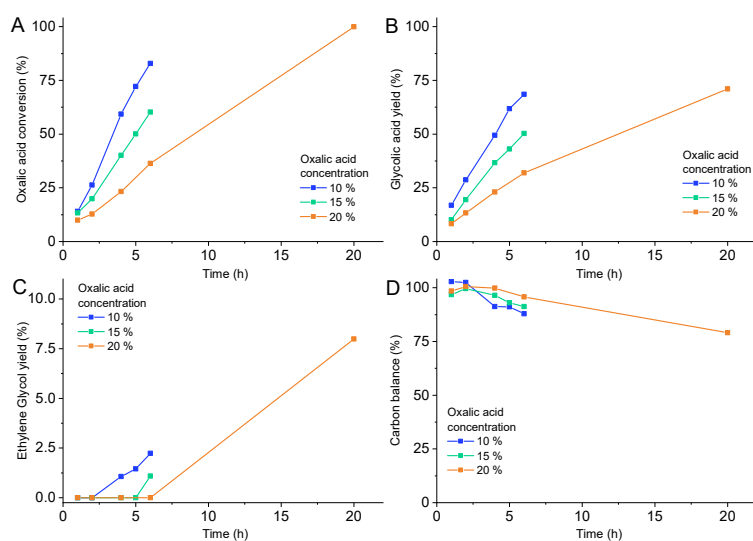 A
Oxalic acid conversion (%)
100
75
50
25
0
Oxalic acid
concentration
10 %
15 %
20 %
0 5 10 15 20
Time (h)
B
Glycolic acid yield (%)
100
75
50
25
0
Oxalic acid
concentration
10 %
15 %
20 %
0 5 10 15 20
Time (h)
C
Ethylene Glycol yield (%)
10.0
7.5
5.0
2.5
0.0
Oxalic acid
concentration
10 %
15 %
20 %
0 5 10 15 20
Time (h)
D
Carbon balance (%)
100
75
50
25
0
Oxalic acid
concentration
10 %
15 %
20 %
0 5 10 15 20
Time (h)